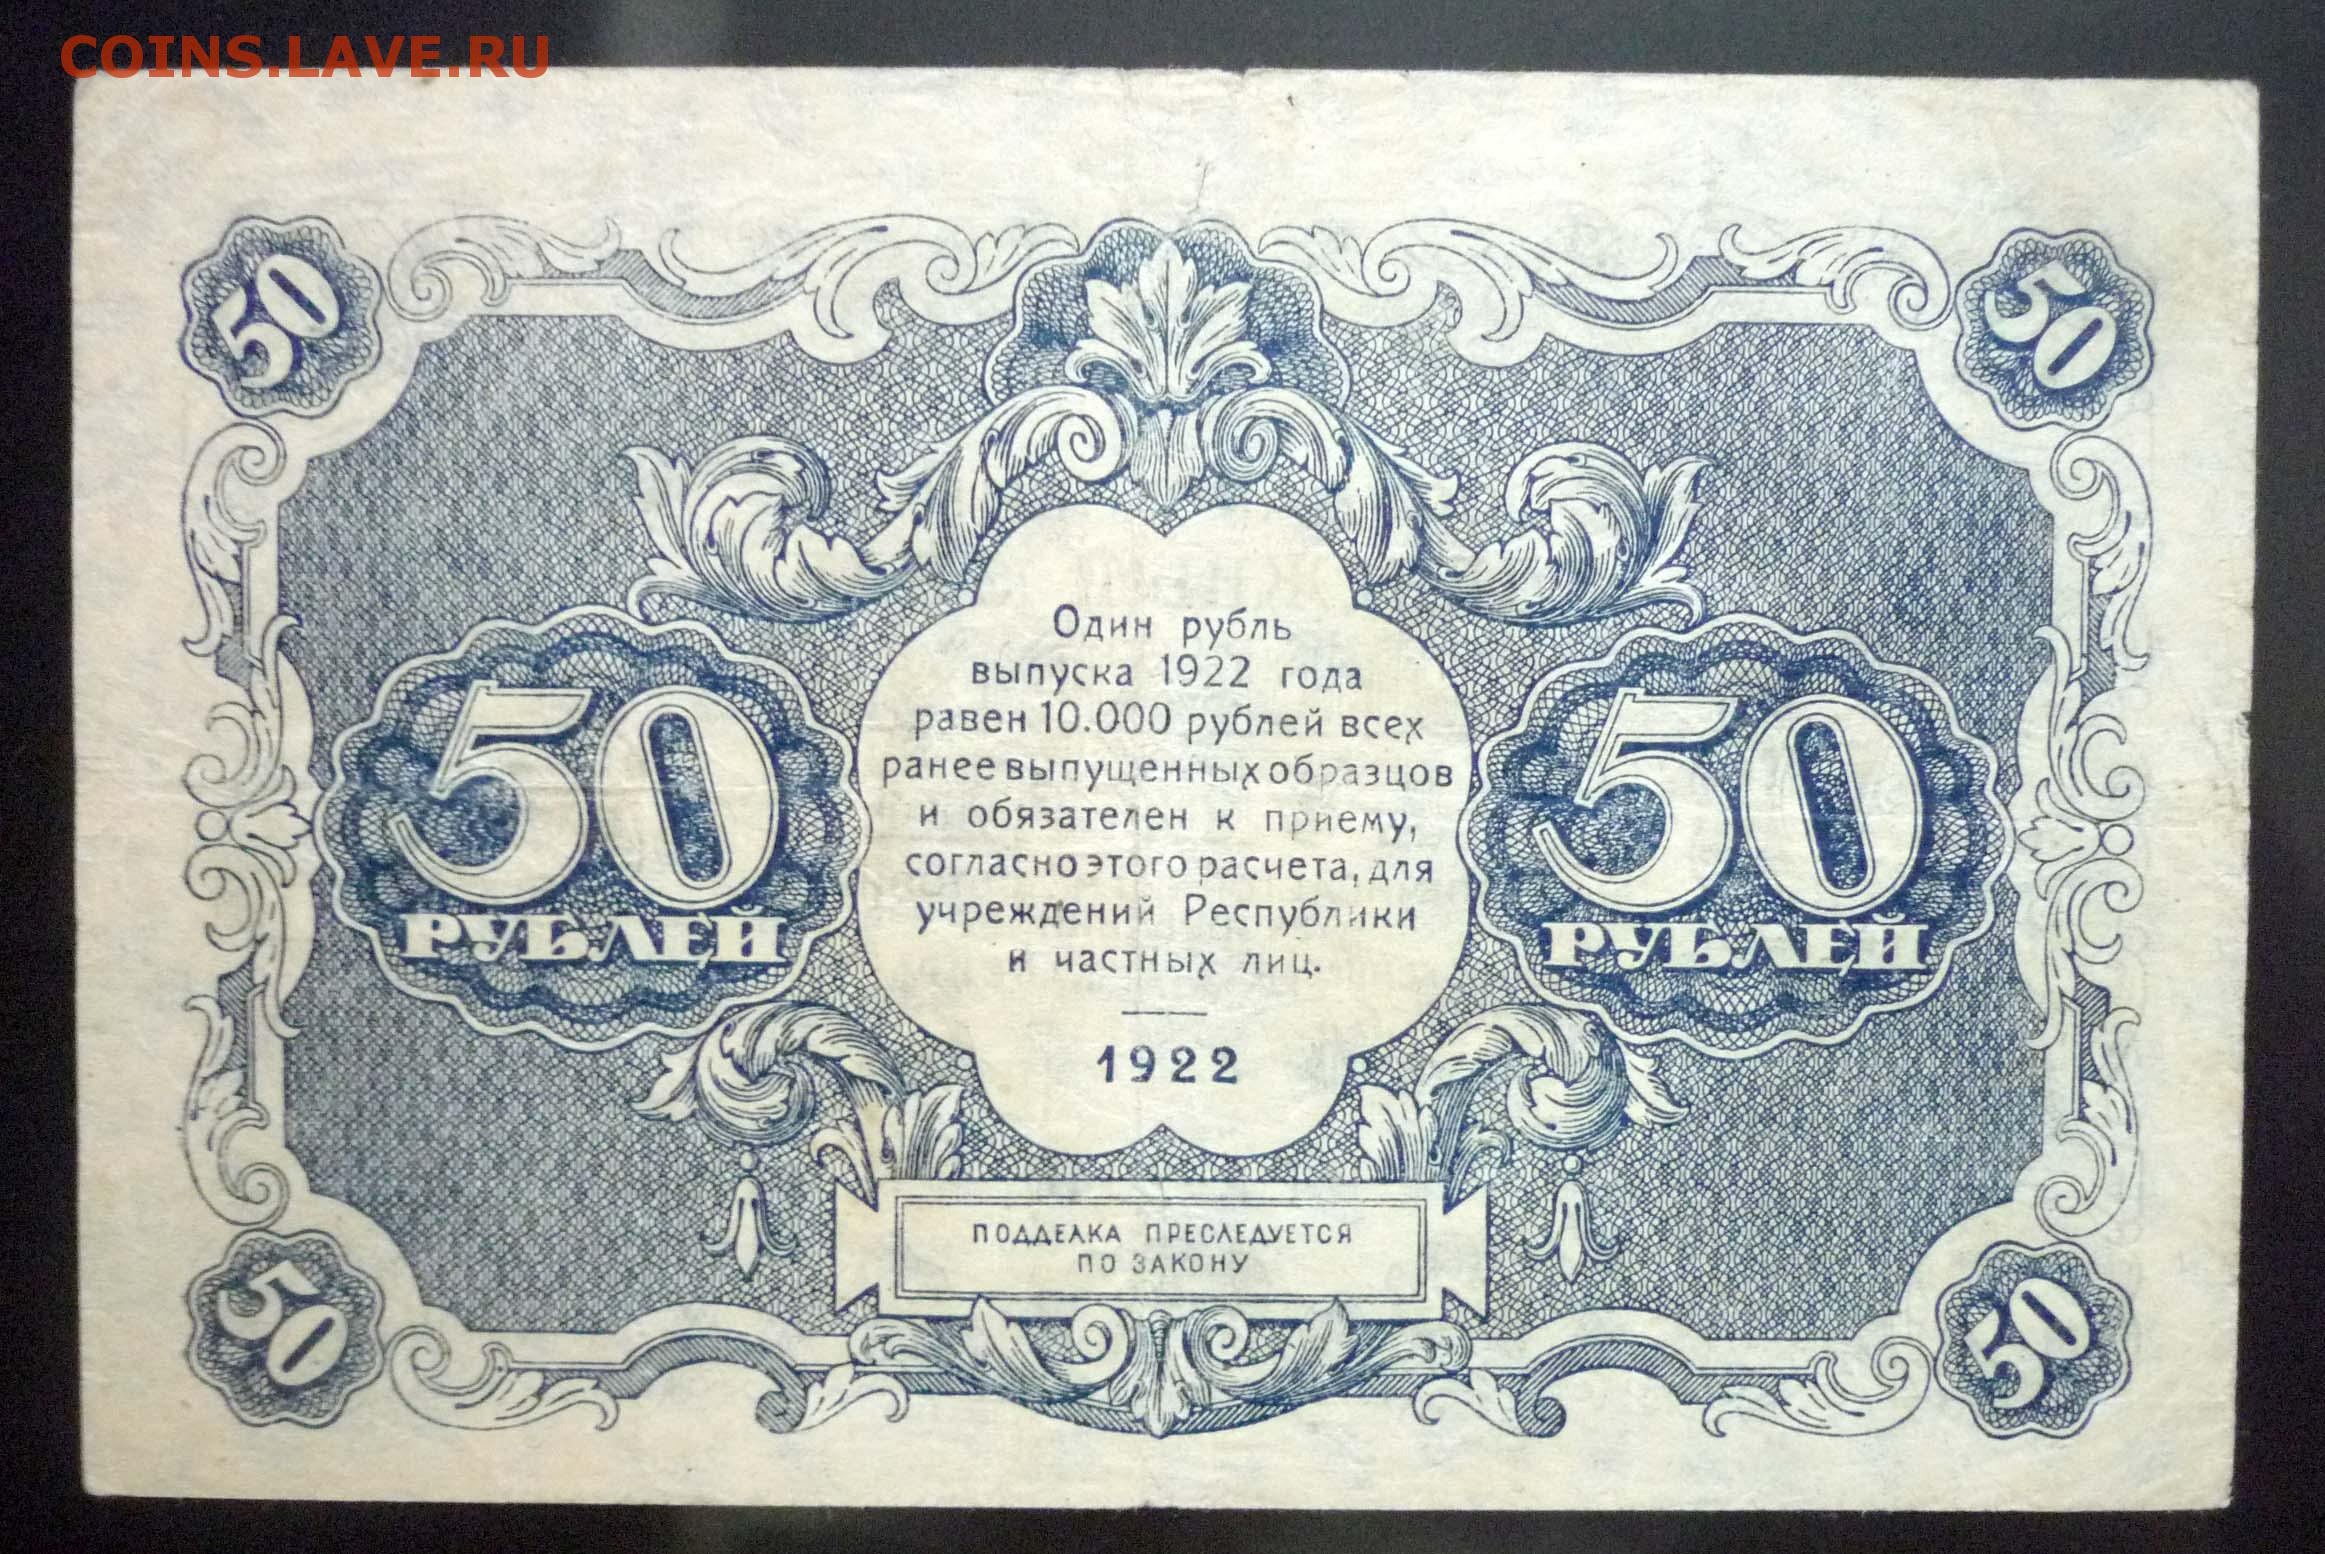 COINS.LAVE.RU
50
50
Один рубль
выпуска 1922 года
равен 10.000 рублей всех
ранее выпущенных образцов
и обязателен к приему,
согласно этого расчета, для
учреждений Республики
и частных лиц.
1922
50
РУБЛЕЙ
50
РУБЛЕЙ
ПОДДЕЛКА ПРЕСЛЕДУЕТСЯ
ПО ЗАКОНУ
50
50